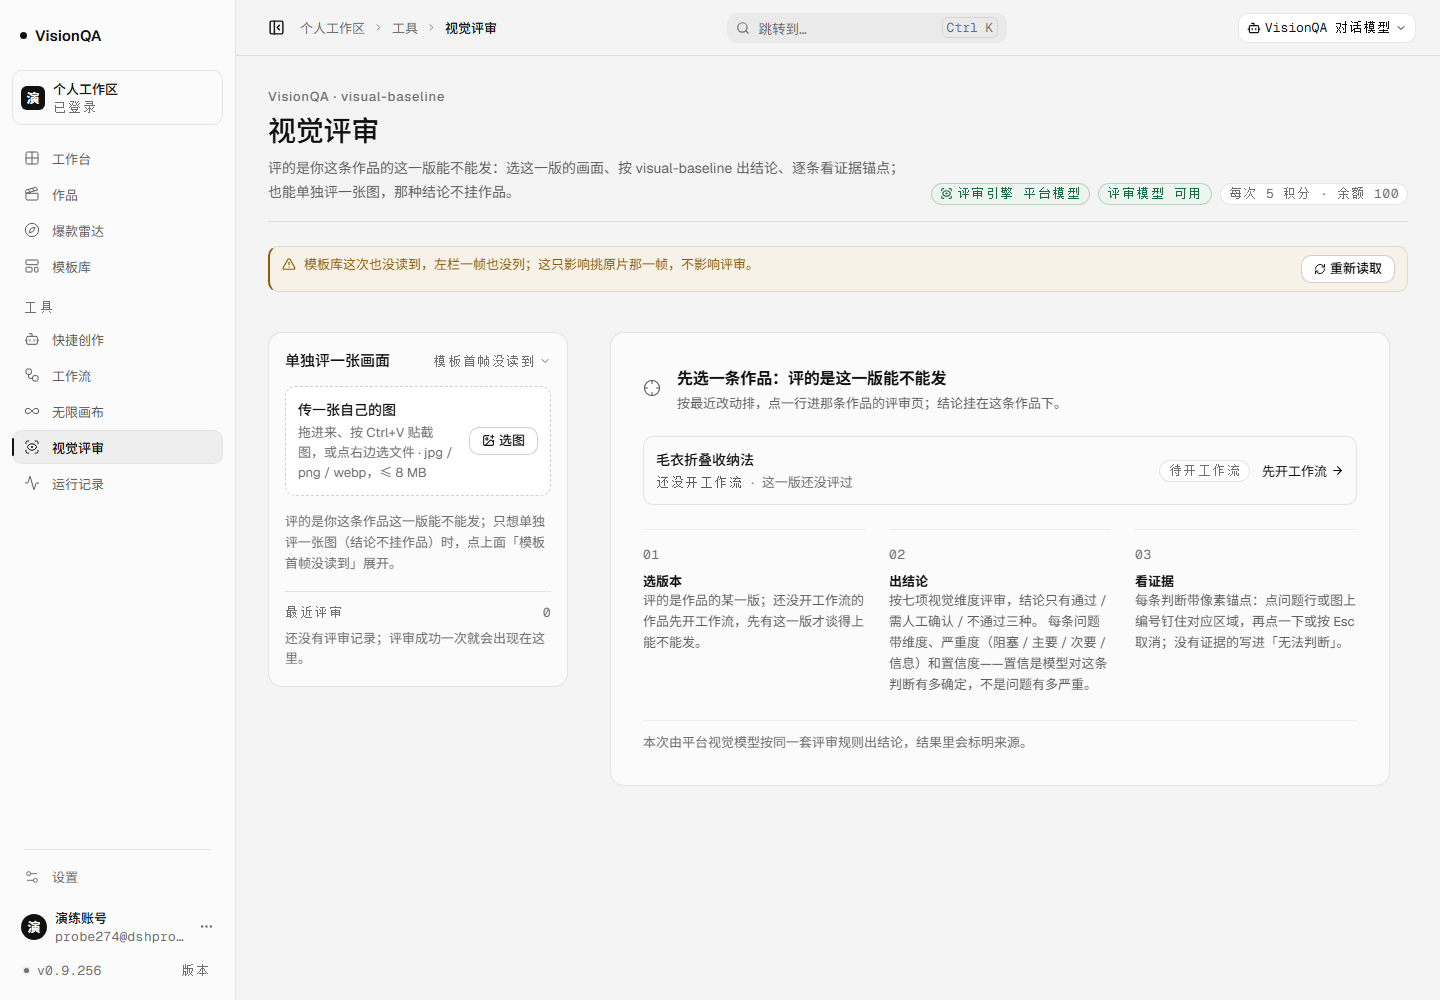 VisionQA
演
个人工作区
已登录
工作台
作品
爆款雷达
模板库
工具
快捷创作
工作流
无限画布
视觉评审
运行记录
设置
演
演练账号
probe274@dshpro…
v0.9.256 版本
个人工作区 工具 视觉评审
跳转到… Ctrl K
VisionQA 对话模型
VisionQA · visual-baseline
视觉评审
评的是你这条作品的这一版能不能发：选这一版的画面、按 visual-baseline 出结论、逐条看证据锚点；
也能单独评一张图，那种结论不挂作品。
评审引擎 平台模型 评审模型 可用 每次 5 积分 · 余额 100
模板库这次也没读到，左栏一帧也没列；这只影响挑原片那一帧，不影响评审。
重新读取
单独评一张画面 模板首帧没读到
传一张自己的图
拖进来、按 Ctrl+V 贴截
图，或点右边选文件 · jpg /
png / webp，≤ 8 MB
选图
评的是你这条作品这一版能不能发；只想单独
评一张图（结论不挂作品）时，点上面「模板
首帧没读到」展开。
最近评审 0
还没有评审记录；评审成功一次就会出现在这
里。
先选一条作品：评的是这一版能不能发
按最近改动排，点一行进那条作品的评审页；结论挂在这条作品下。
毛衣折叠收纳法
还没开工作流 · 这一版还没评过
待开工作流 先开工作流
01
选版本
评的是作品的某一版；还没开工作流的
作品先开工作流，先有这一版才谈得上
能不能发。
02
出结论
按七项视觉维度评审，结论只有通过 /
需人工确认 / 不通过三种。 每条问题
带维度、严重度（阻塞 / 主要 / 次要 /
信息）和置信度——置信是模型对这条
判断有多确定，不是问题有多严重。
03
看证据
每条判断带像素锚点：点问题行或图上
编号钉住对应区域，再点一下或按 Esc
取消；没有证据的写进「无法判断」。
本次由平台视觉模型按同一套评审规则出结论，结果里会标明来源。